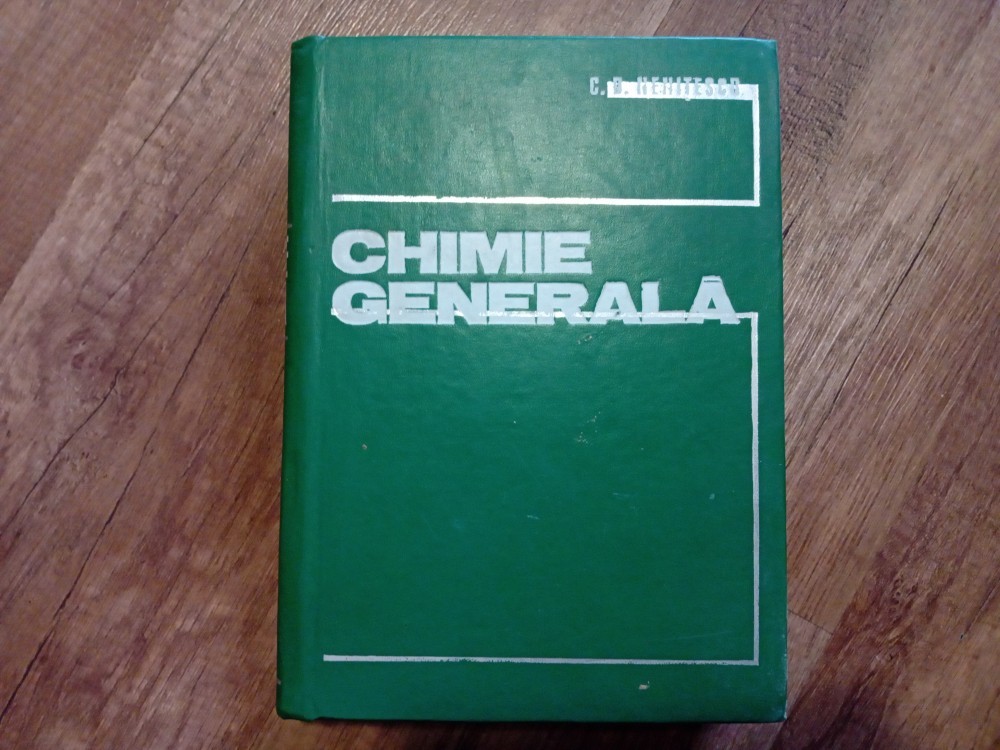 C. D. NENIȚESCU
CHIMIE
GENERALĂ